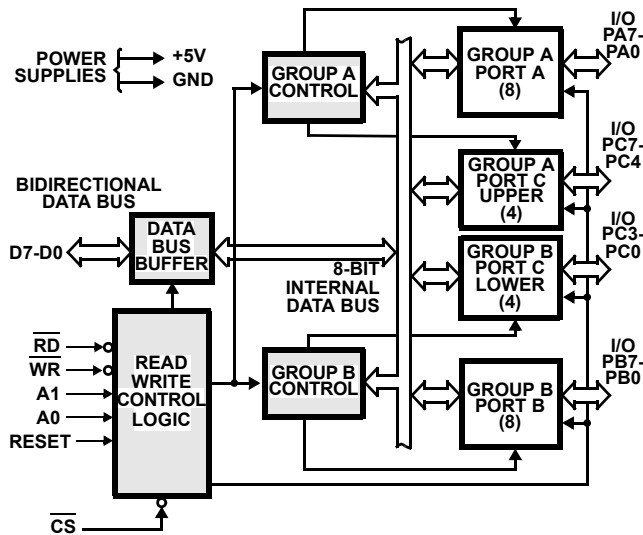 POWER
SUPPLIES
+5V
GND
GROUP A
CONTROL
GROUP A
PORT A
(8)
I/O
PA7-
PA0
GROUP A
PORT C
UPPER
(4)
I/O
PC7-
PC4
BIDIRECTIONAL
DATA BUS
D7-D0
DATA
BUS
BUFFER
8-BIT
INTERNAL
DATA BUS
GROUP B
PORT C
LOWER
(4)
I/O
PC3-
PC0
RD
WR
A1
A0
RESET
READ
WRITE
CONTROL
LOGIC
GROUP B
CONTROL
GROUP B
PORT B
(8)
I/O
PB7-
PB0
CS